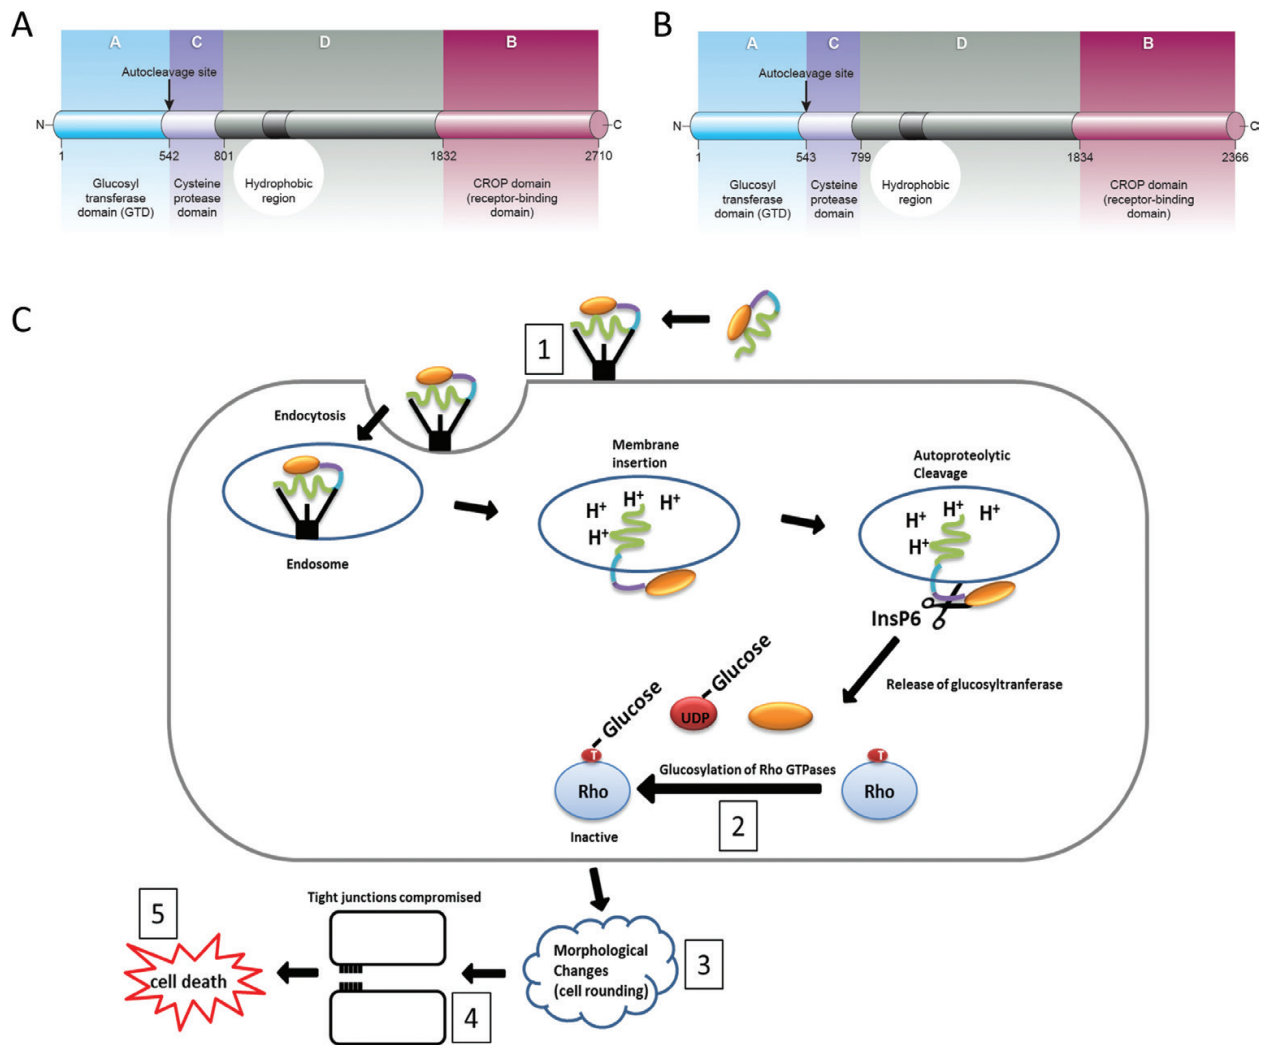 A
A
C
D
B
Autocleavage site
N
C
1
542
801
1832
2710
Glucosyl
transferase
domain (GTD)
Cysteine
protease
domain
Hydrophobic
region
CROP domain
(receptor-binding
domain)
B
A
C
D
B
Autocleavage site
N
C
1
543
799
1834
2366
Glucosyl
transferase
domain (GTD)
Cysteine
protease
domain
Hydrophobic
region
CROP domain
(receptor-binding
domain)
C
1
Endocytosis
Endosome
Membrane
insertion
H+ H+ H+
H+
Autoproteolytic
Cleavage
H+ H+ H+
H+
InsP6
Release of glucosyltranferase
Glucose
UDP
Glucose
T
Rho
Inactive
Glucosylation of Rho GTPases
2
T
Rho
Morphological
Changes
(cell rounding)
3
Tight junctions compromised
4
5
cell death